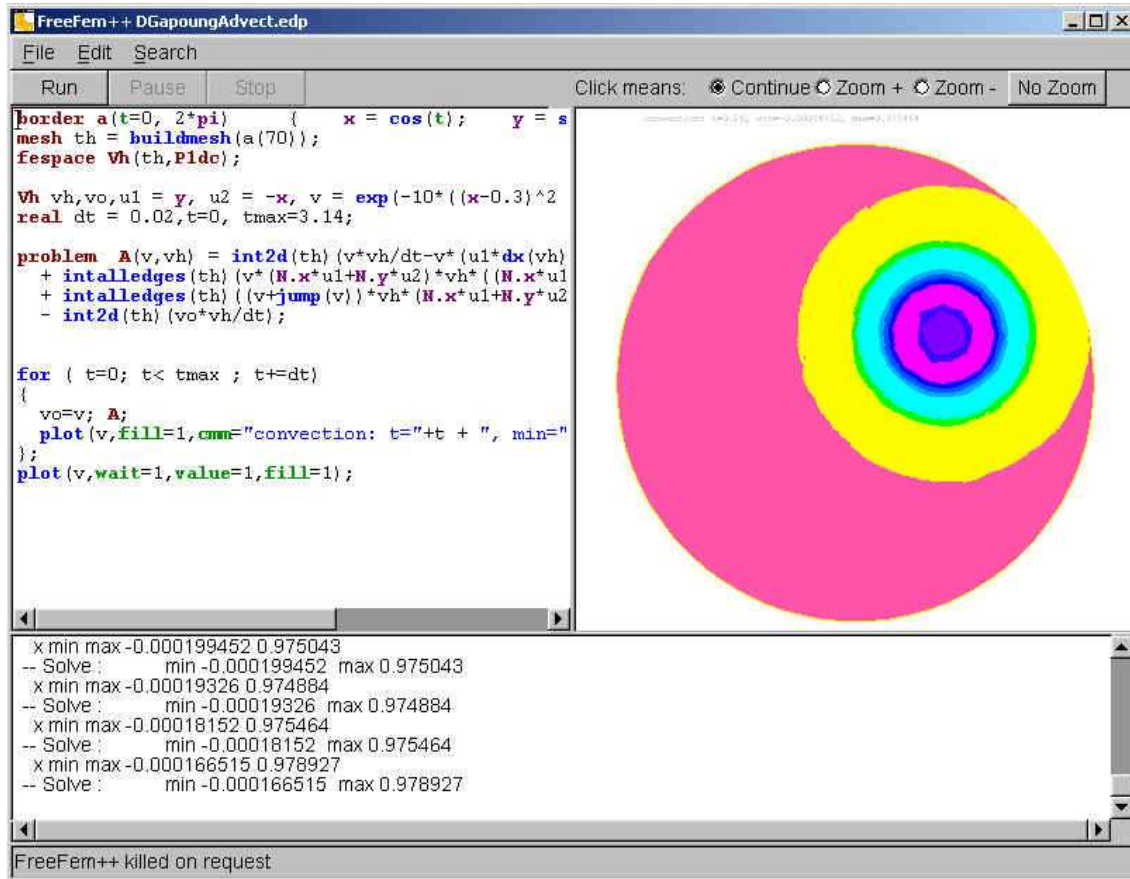 FreeFem++ DGapoungAdvect.edp
File Edit Search
Run Pause Stop Click means: Continue Zoom + Zoom - No Zoom
border a(t=0, 2*pi) { x = cos(t); y = s
mesh th = buildmesh(a(70));
fespace Vh(th,P1dc);
Vh vh,vo,u1 = y, u2 = -x, v = exp(-10*((x-0.3)^2
real dt = 0.02,t=0, tmax=3.14;
problem A(v,vh) = int2d(th)(v*vh/dt-v*(u1*dx(vh)
+ intalledges(th)(v*(N.x*u1+N.y*u2)*vh*((N.x*u1
+ intalledges(th)((v+jump(v))*vh*(N.x*u1+N.y*u2
- int2d(th)(vo*vh/dt);
for ( t=0; t< tmax ; t+=dt)
{
vo=v; A;
plot(v,fill=1,cmm="convection: t="+t + ", min="
};
plot(v,wait=1,value=1,fill=1);
x min max -0.000199452 0.975043
-- Solve : min -0.000199452 max 0.975043
x min max -0.00019326 0.974884
-- Solve : min -0.00019326 max 0.974884
x min max -0.00018152 0.975464
-- Solve : min -0.00018152 max 0.975464
x min max -0.000166515 0.978927
-- Solve : min -0.000166515 max 0.978927
FreeFem++ killed on request